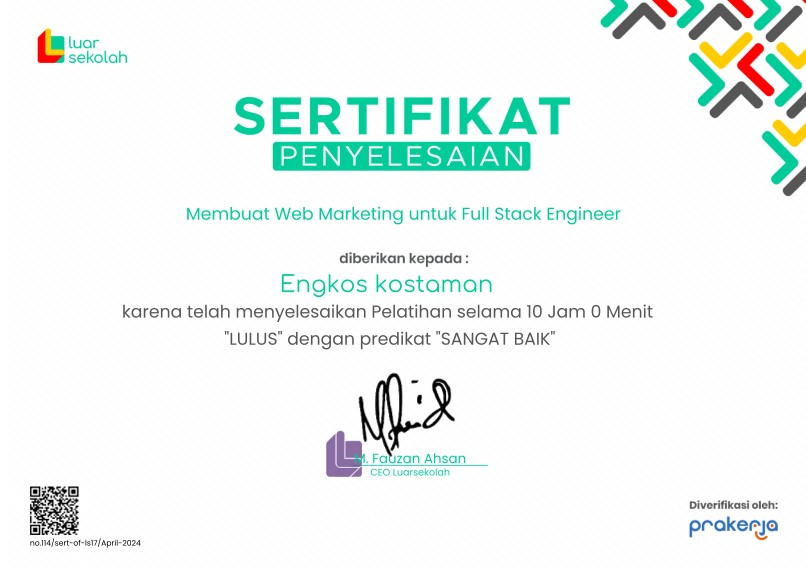 luar
sekolah
SERTIFIKAT
PENYELESAIAN
Membuat Web Marketing untuk Full Stack Engineer
diberikan kepada :
Engkos kostaman
karena telah menyelesaikan Pelatihan selama 10 Jam 0 Menit
"LULUS" dengan predikat "SANGAT BAIK"
M. Fauzan Ahsan
CEO Luarsekolah
no.114/sert-of-ls17/April-2024
Diverifikasi oleh:
prakerja